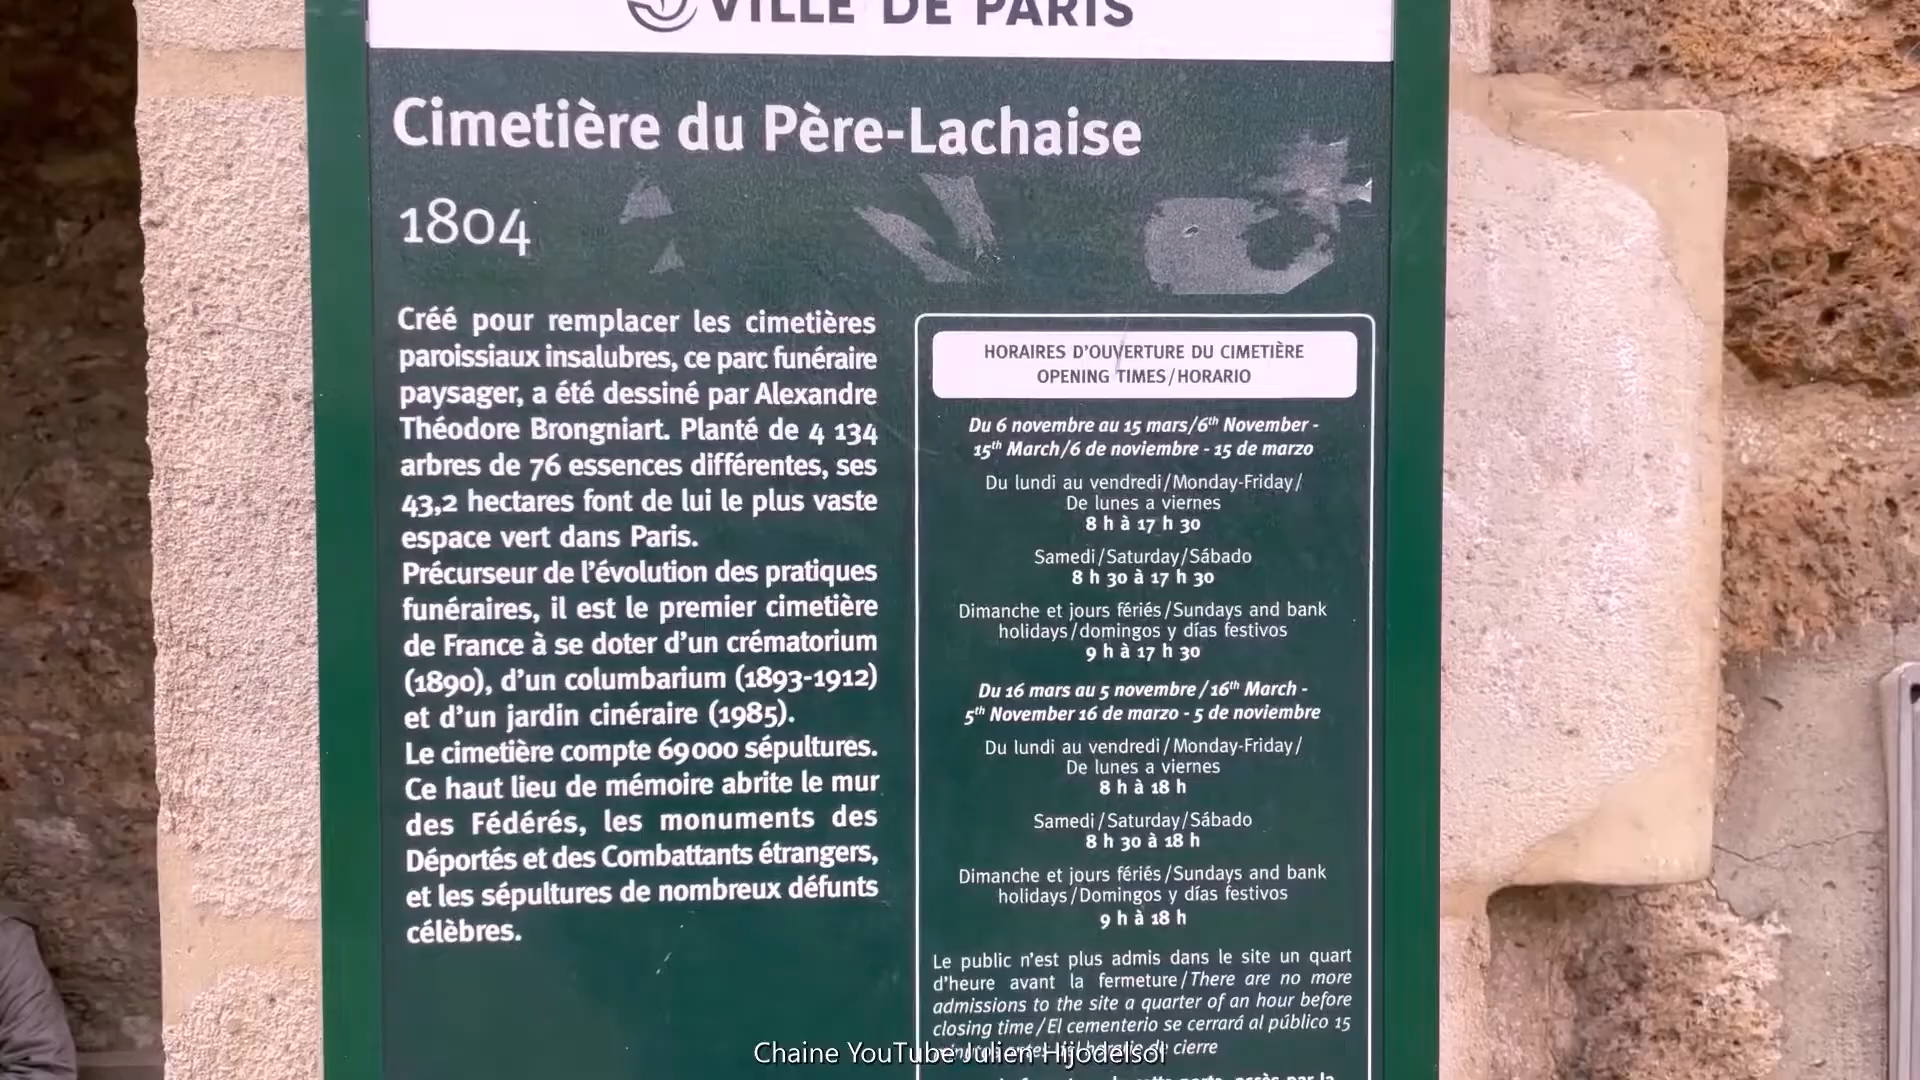 VILLE DE PARIS
Cimetière du Père-Lachaise
1804
Créé pour remplacer les cimetières
paroissiaux insalubres, ce parc funéraire
paysager, a été dessiné par Alexandre
Théodore Brongniart. Planté de 4 134
arbres de 76 essences différentes, ses
43,2 hectares font de lui le plus vaste
espace vert dans Paris.
Précurseur de l'évolution des pratiques
funéraires, il est le premier cimetière
de France à se doter d'un crématorium
(1890), d'un columbarium (1893-1912)
et d'un jardin cinéraire (1985).
Le cimetière compte 69000 sépultures.
Ce haut lieu de mémoire abrite le mur
des Fédérés, les monuments des
Déportés et des Combattants étrangers,
et les sépultures de nombreux défunts
célèbres.
HORAIRES D'OUVERTURE DU CIMETIÈRE
OPENING TIMES/HORARIO
Du 6 novembre au 15 mars/6th November -
15th March/6 de noviembre - 15 de marzo
Du lundi au vendredi/Monday-Friday/
De lunes a viernes
8 h à 17 h 30
Samedi/Saturday/Sábado
8 h 30 à 17 h 30
Dimanche et jours fériés/Sundays and bank
holidays/domingos y días festivos
9 h à 17 h 30
Du 16 mars au 5 novembre/16th March -
5th November 16 de marzo - 5 de noviembre
Du lundi au vendredi/Monday-Friday/
De lunes a viernes
8 h à 18 h
Samedi/Saturday/Sábado
8 h 30 à 18 h
Dimanche et jours fériés/Sundays and bank
holidays/Domingos y días festivos
9 h à 18 h
Le public n'est plus admis dans le site un quart
d'heure avant la fermeture/There are no more
admissions to the site a quarter of an hour before
closing time/El cementerio se cerrará al público 15
de cierre
Chaine YouTube Julien Hijodelsol